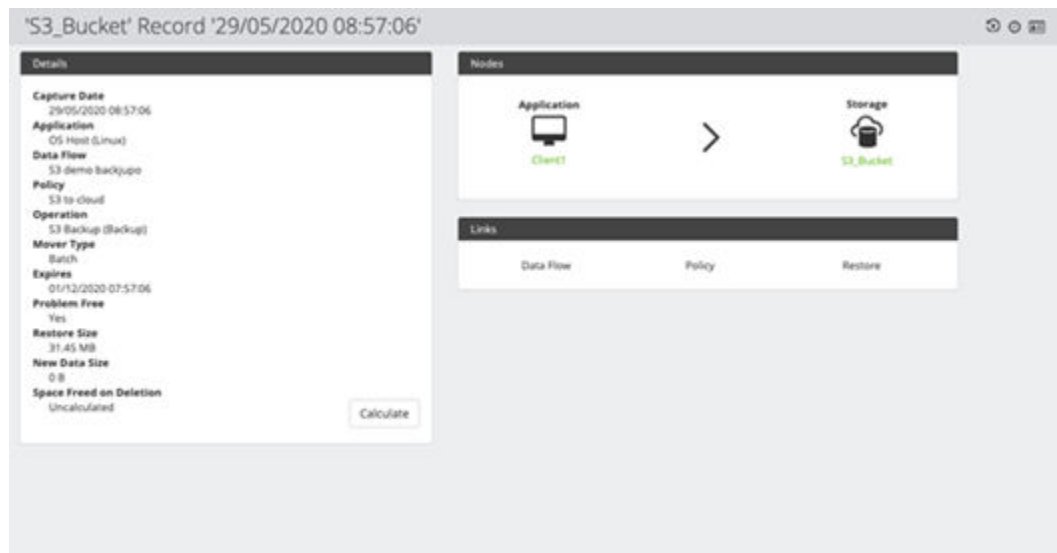 'S3_Bucket' Record '29/05/2020 08:57:06'
Details
Capture Date
29/05/2020 08:57:06
Application
OS Host (Linux)
Data Flow
S3 demo backjupo
Policy
S3 to cloud
Operation
S3 Backup (Backup)
Mover Type
Batch
Expires
01/12/2020 07:57:06
Problem Free
Yes
Restore Size
31.45 MB
New Data Size
0 B
Space Freed on Deletion
Uncalculated
Calculate
Nodes
Application
Storage
Client1
S3_Bucket
Links
Data Flow Policy Restore